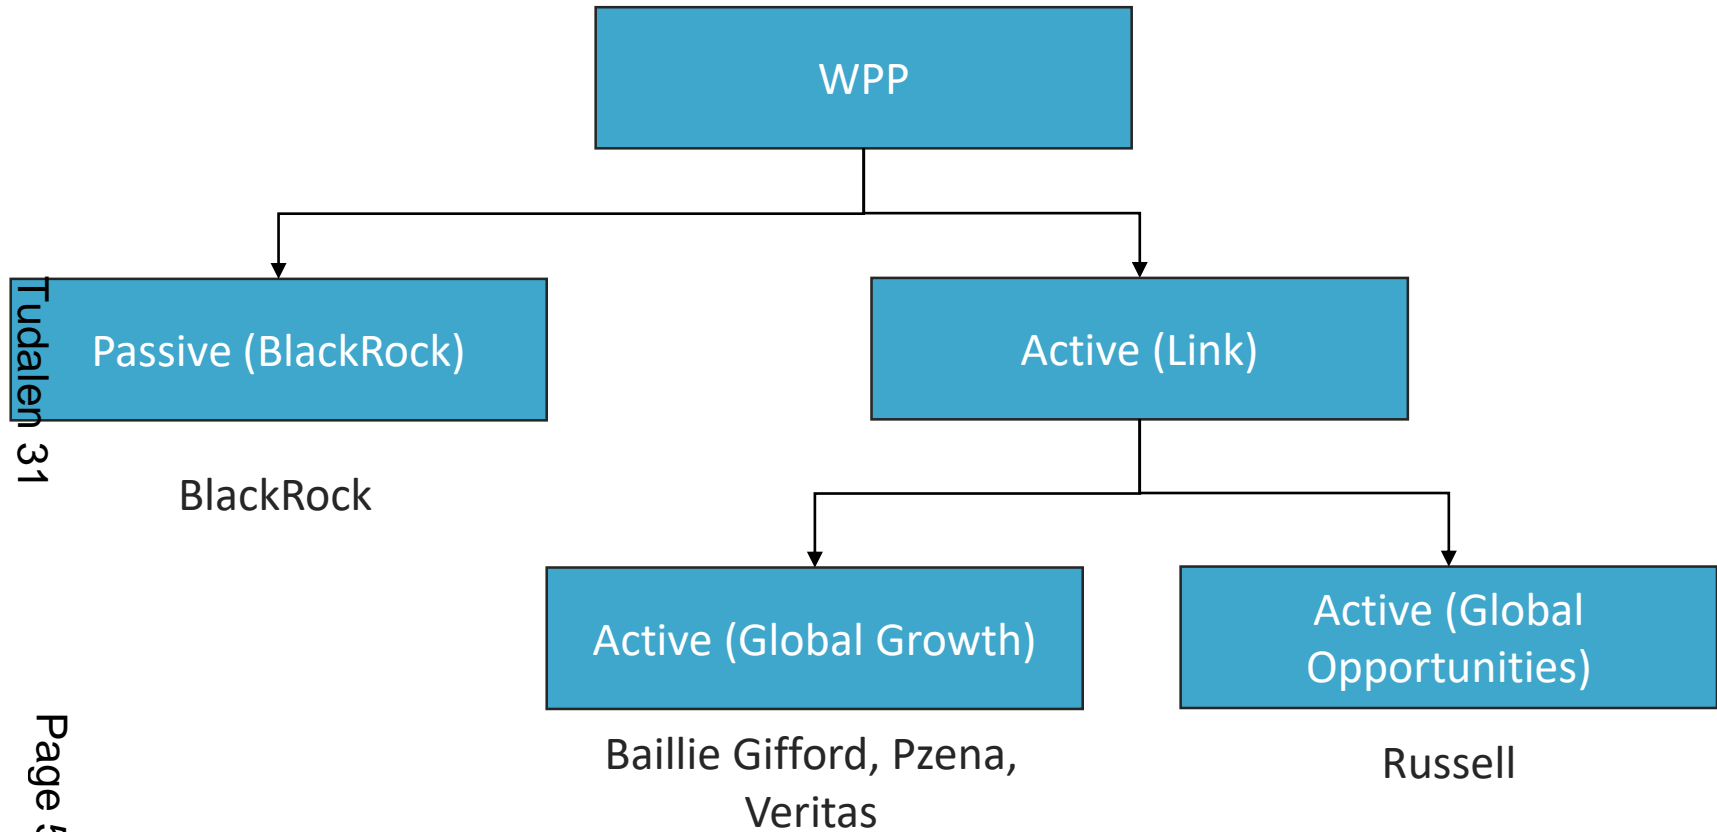 WPP
Passive (BlackRock)
Active (Link)
BlackRock
Active (Global Growth)
Active (Global
Opportunities)
Baillie Gifford, Pzena,
Veritas
Russell
Tudalen 31
Page